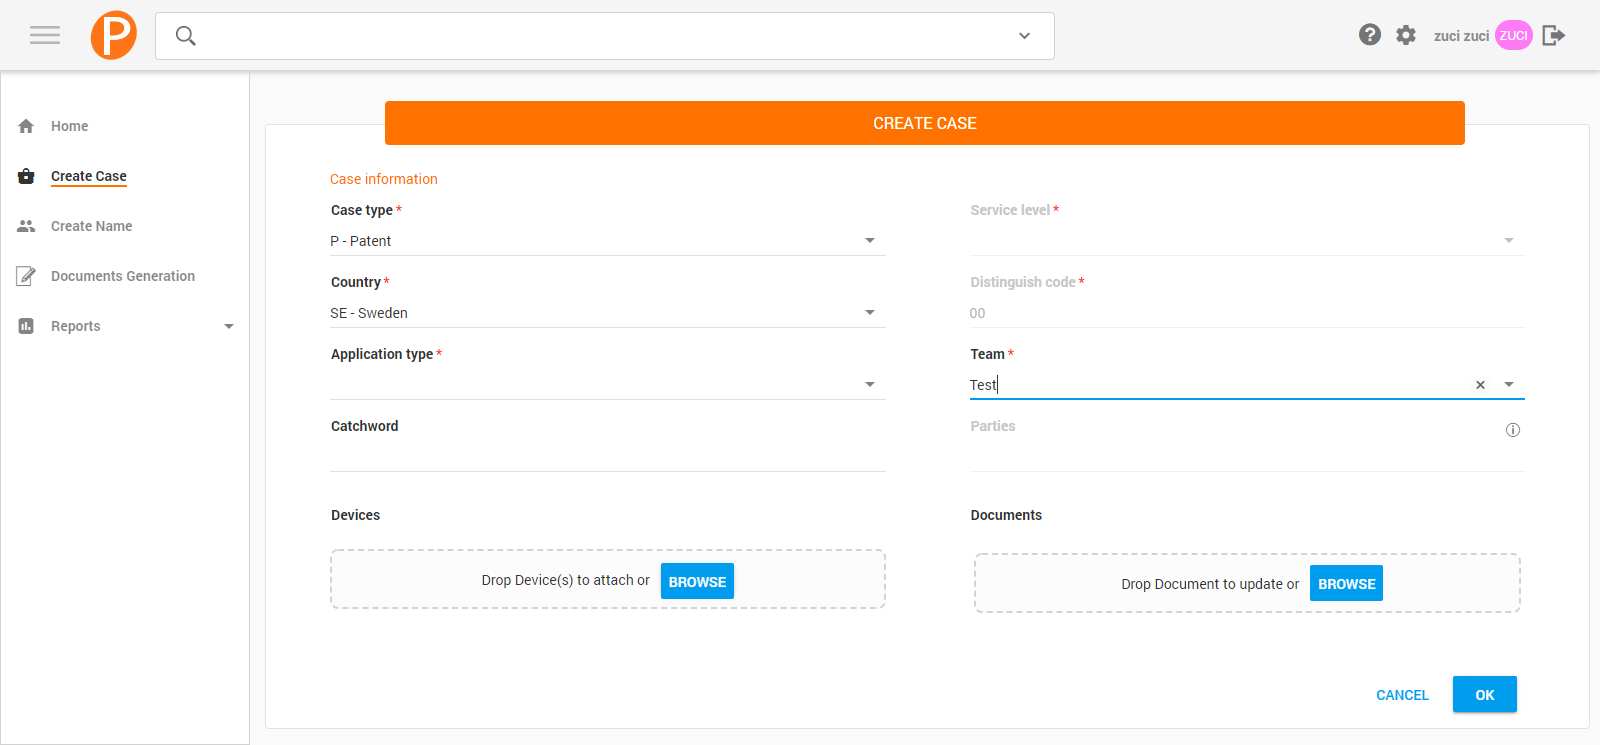 P
zuci zuci ZUCI
Home
Create Case
Create Name
Documents Generation
Reports
CREATE CASE
Case information
Case type *
P - Patent
Service level *
Country *
SE - Sweden
Distinguish code *
00
Application type *
Team *
Test
Catchword
Parties
Devices
Drop Device(s) to attach or BROWSE
Documents
Drop Document to update or BROWSE
CANCEL OK